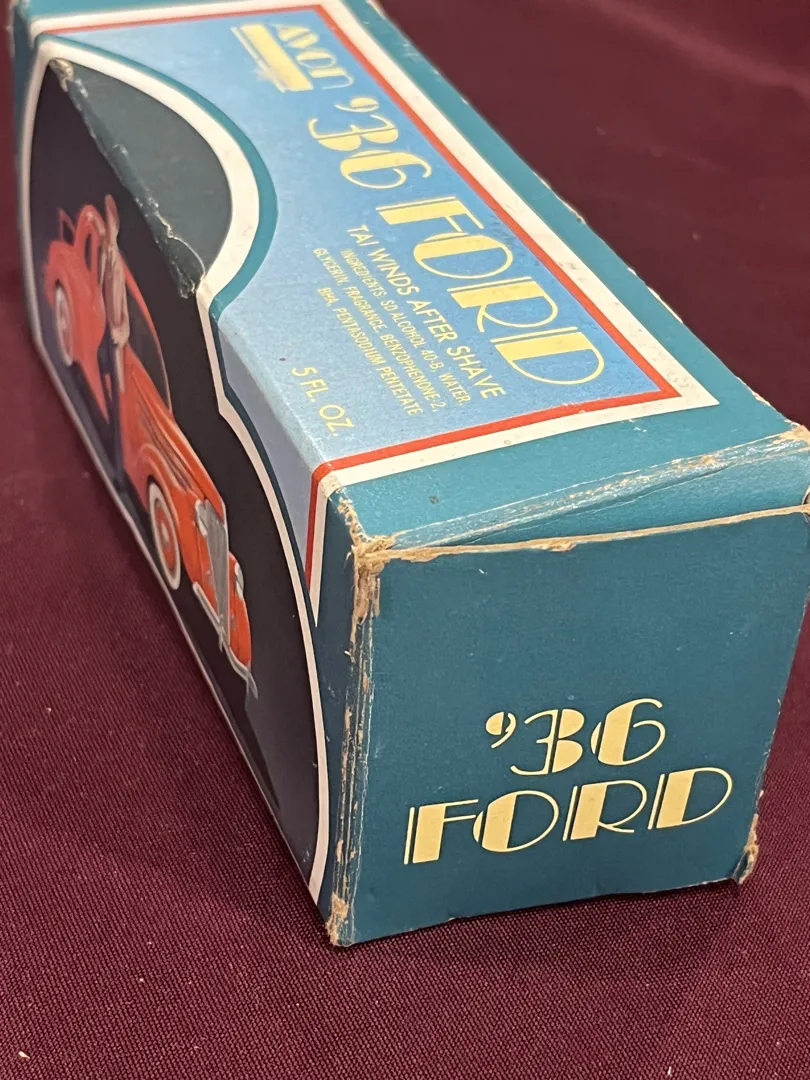 AVON
'36 FORD
TAI WINDS AFTER SHAVE
INGREDIENTS: SD ALCOHOL 40-B, WATER,
GLYCERIN, FRAGRANCE, BENZOPHENONE-2,
BHA, PENTASODIUM PENTETATE
5 FL. OZ.
'36
FORD